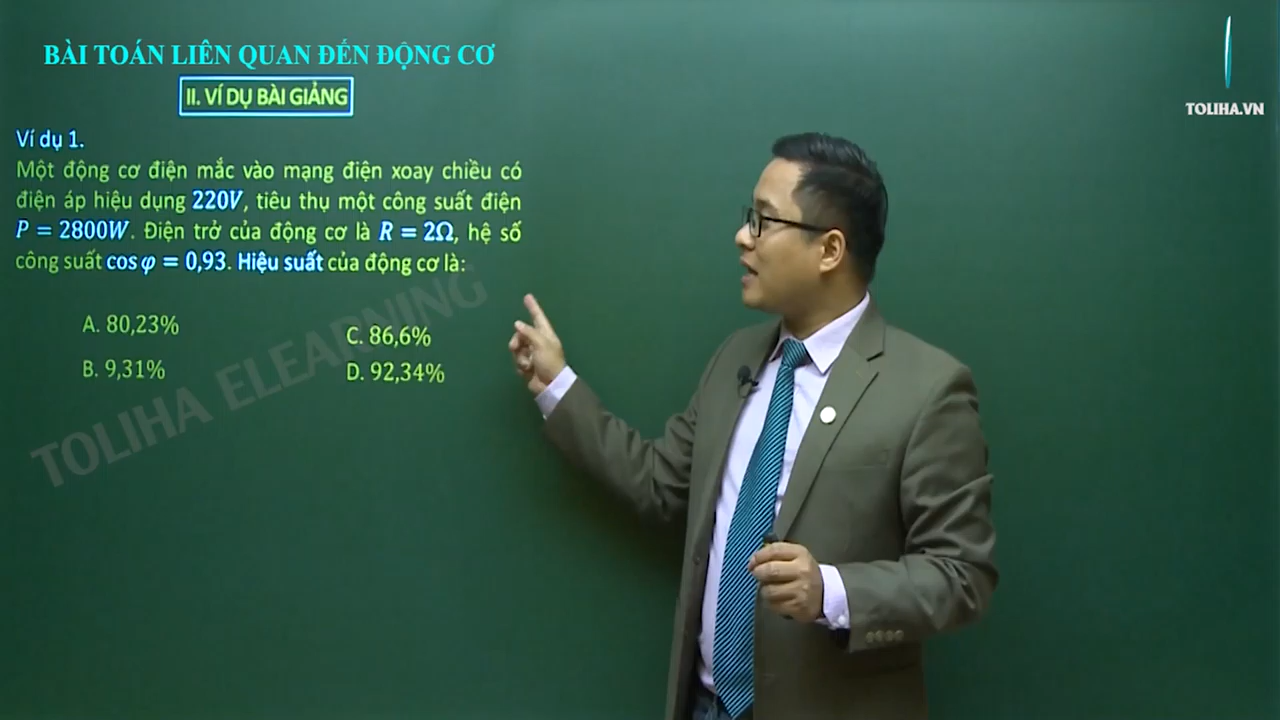 BÀI TOÁN LIÊN QUAN ĐẾN ĐỘNG CƠ
TOLIHA.VN
II. VÍ DỤ BÀI GIẢNG
Ví dụ 1.
Một động cơ điện mắc vào mạng điện xoay chiều có
điện áp hiệu dụng 220V, tiêu thụ một công suất điện
P = 2800W. Điện trở của động cơ là R = 2Ω, hệ số
công suất cos φ = 0,93. Hiệu suất của động cơ là:
A. 80,23%
C. 86,6%
B. 9,31%
D. 92,34%
TOLIHA ELEARNING